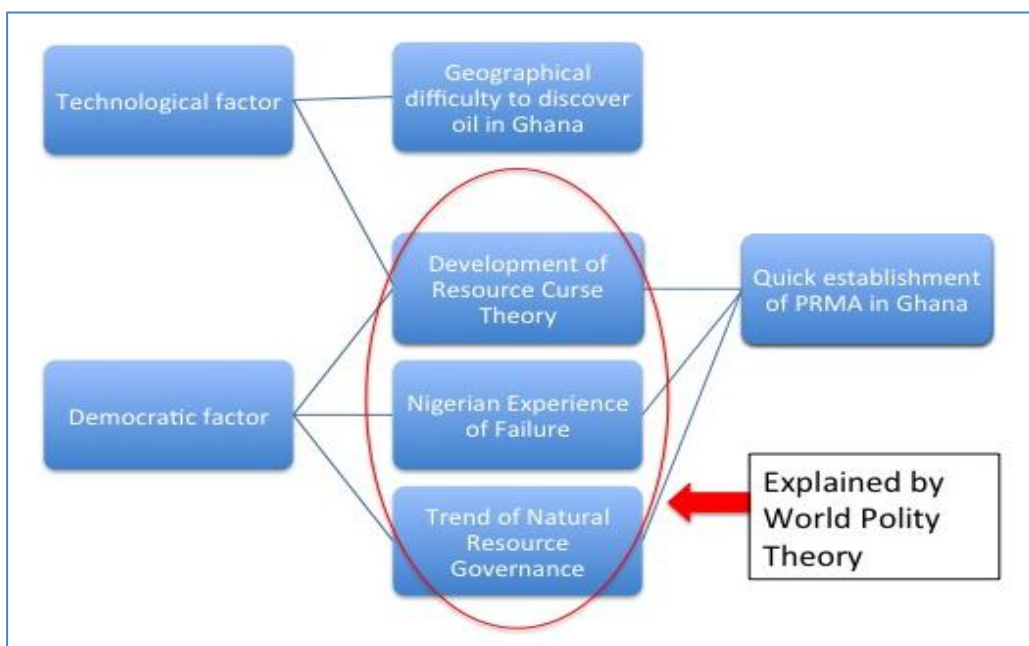 Technological factor
Geographical
difficulty to discover
oil in Ghana
Development of
Resource Curse
Theory
Quick establishment
of PRMA in Ghana
Democratic factor
Nigerian Experience
of Failure
Trend of Natural
Resource
Governance
Explained by
World Polity
Theory